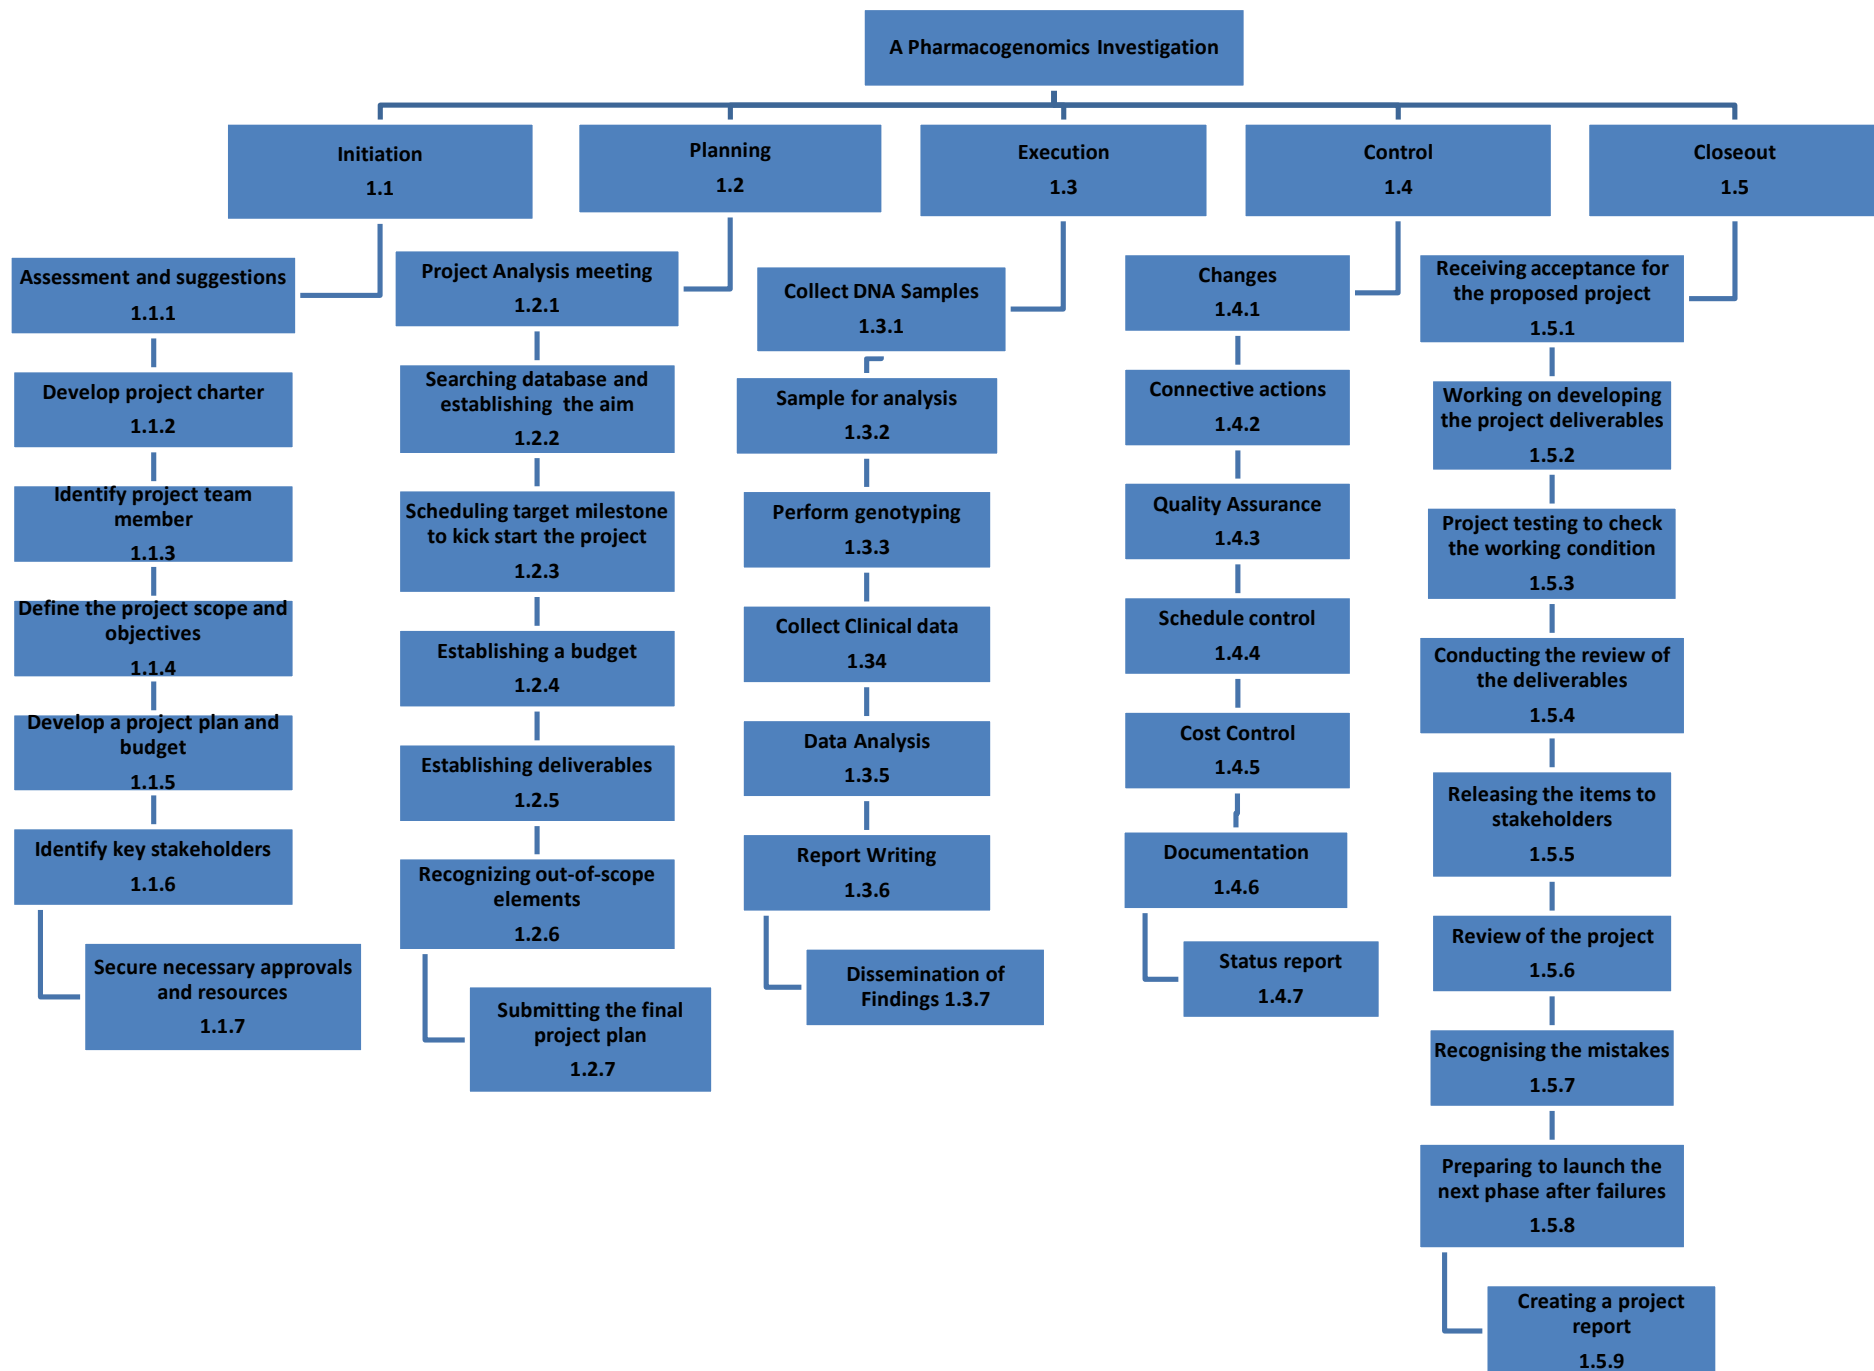 A Pharmacogenomics Investigation
Initiation
1.1
Planning
1.2
Execution
1.3
Control
1.4
Closeout
1.5
Assessment and suggestions
1.1.1
Develop project charter
1.1.2
Identify project team
member
1.1.3
Define the project scope and
objectives
1.1.4
Develop a project plan and
budget
1.1.5
Identify key stakeholders
1.1.6
Secure necessary approvals
and resources
1.1.7
Project Analysis meeting
1.2.1
Searching database and
establishing the aim
1.2.2
Scheduling target milestone
to kick start the project
1.2.3
Establishing a budget
1.2.4
Establishing deliverables
1.2.5
Recognizing out-of-scope
elements
1.2.6
Submitting the final
project plan
1.2.7
Collect DNA Samples
1.3.1
Sample for analysis
1.3.2
Perform genotyping
1.3.3
Collect Clinical data
1.34
Data Analysis
1.3.5
Report Writing
1.3.6
Dissemination of
Findings 1.3.7
Changes
1.4.1
Connective actions
1.4.2
Quality Assurance
1.4.3
Schedule control
1.4.4
Cost Control
1.4.5
Documentation
1.4.6
Status report
1.4.7
Receiving acceptance for
the proposed project
1.5.1
Working on developing
the project deliverables
1.5.2
Project testing to check
the working condition
1.5.3
Conducting the review of
the deliverables
1.5.4
Releasing the items to
stakeholders
1.5.5
Review of the project
1.5.6
Recognising the mistakes
1.5.7
Preparing to launch the
next phase after failures
1.5.8
Creating a project
report
1.5.9